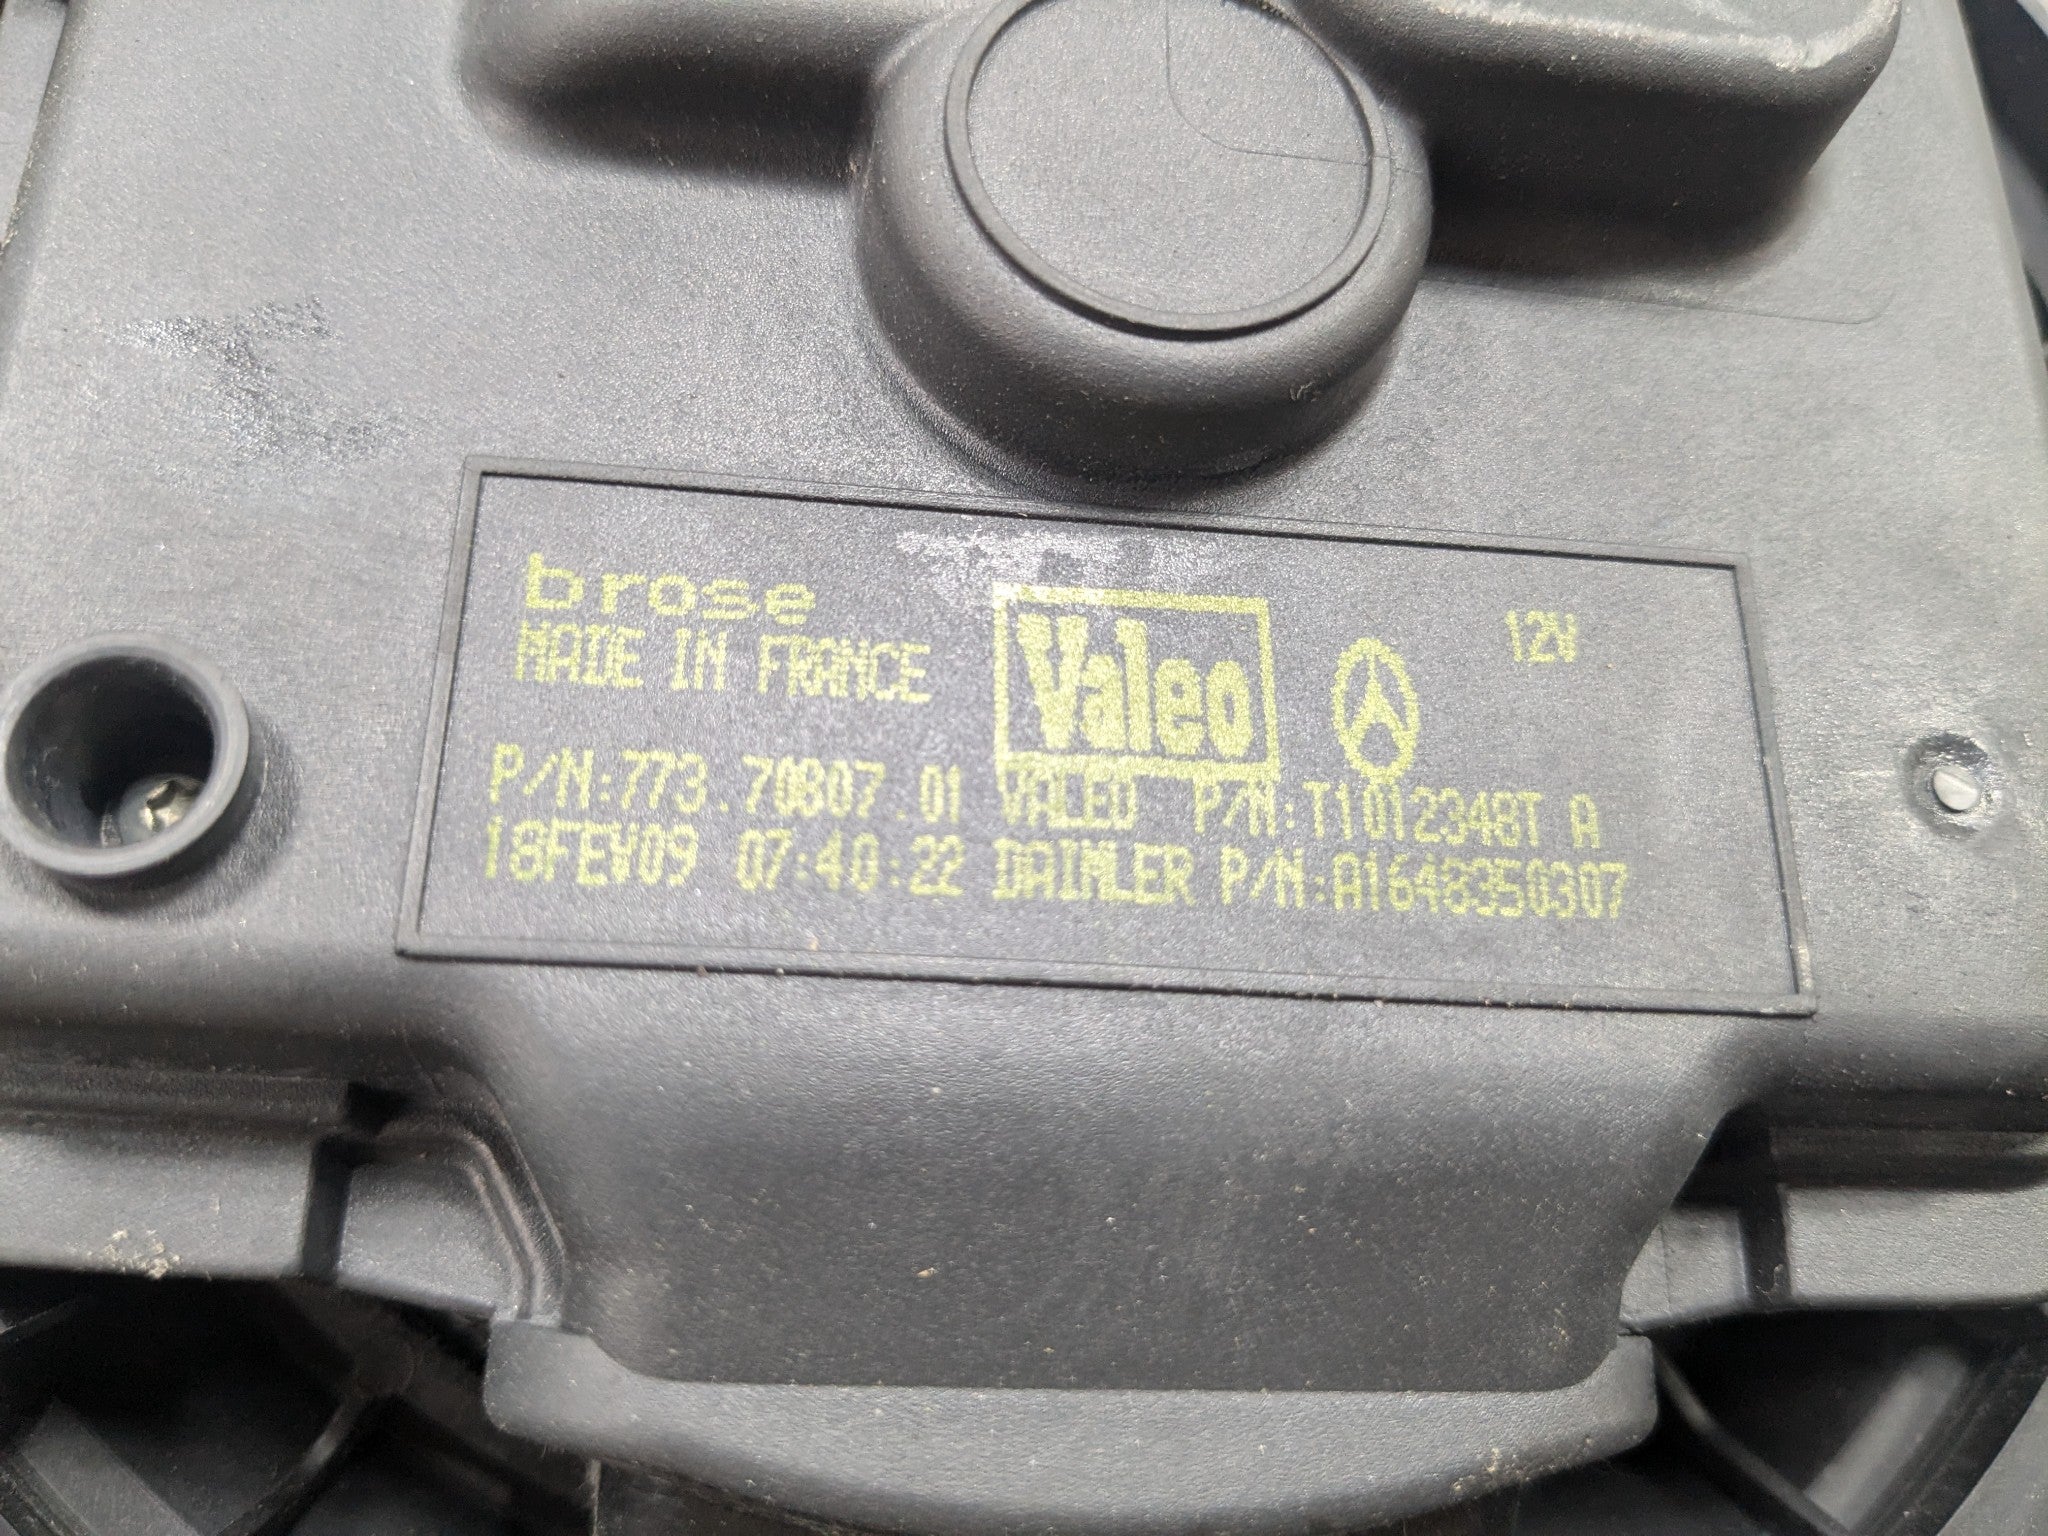 brose
MADE IN FRANCE
Valeo
12V
P/N:773.70807.01 VALEO P/N:T1012348T A
18FEV09 07:40:22 DAIMLER P/N:A1648350307